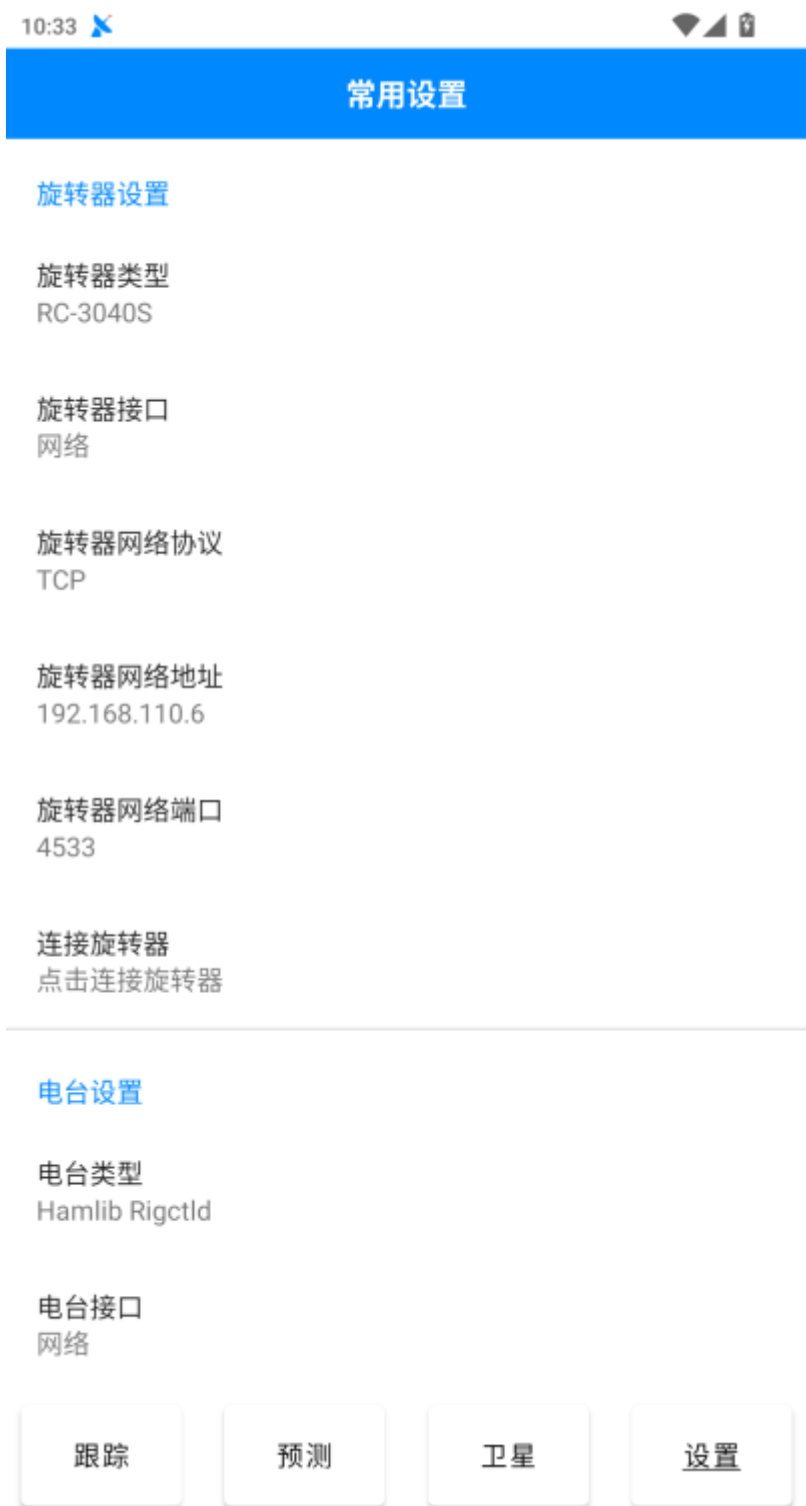 10:33
常用设置
旋转器设置
旋转器类型
RC-3040S
旋转器接口
网络
旋转器网络协议
TCP
旋转器网络地址
192.168.110.6
旋转器网络端口
4533
连接旋转器
点击连接旋转器
电台设置
电台类型
Hamlib Rigctld
电台接口
网络
跟踪 预测 卫星 设置